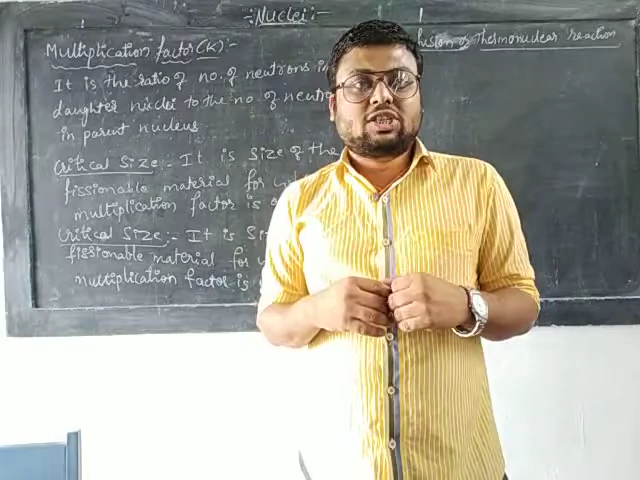 -: Nuclei :-
Multiplication factor (K) :-
It is the ratio of no. of neutrons in
daughter nuclei to the no. of neutro
in parent nucleus
Critical Size :- It is size of the
fissionable material for
multiplication factor is
Critical Size :- It is Si
fissionable material for
multiplication factor is
fusion or Thermonuclear reaction